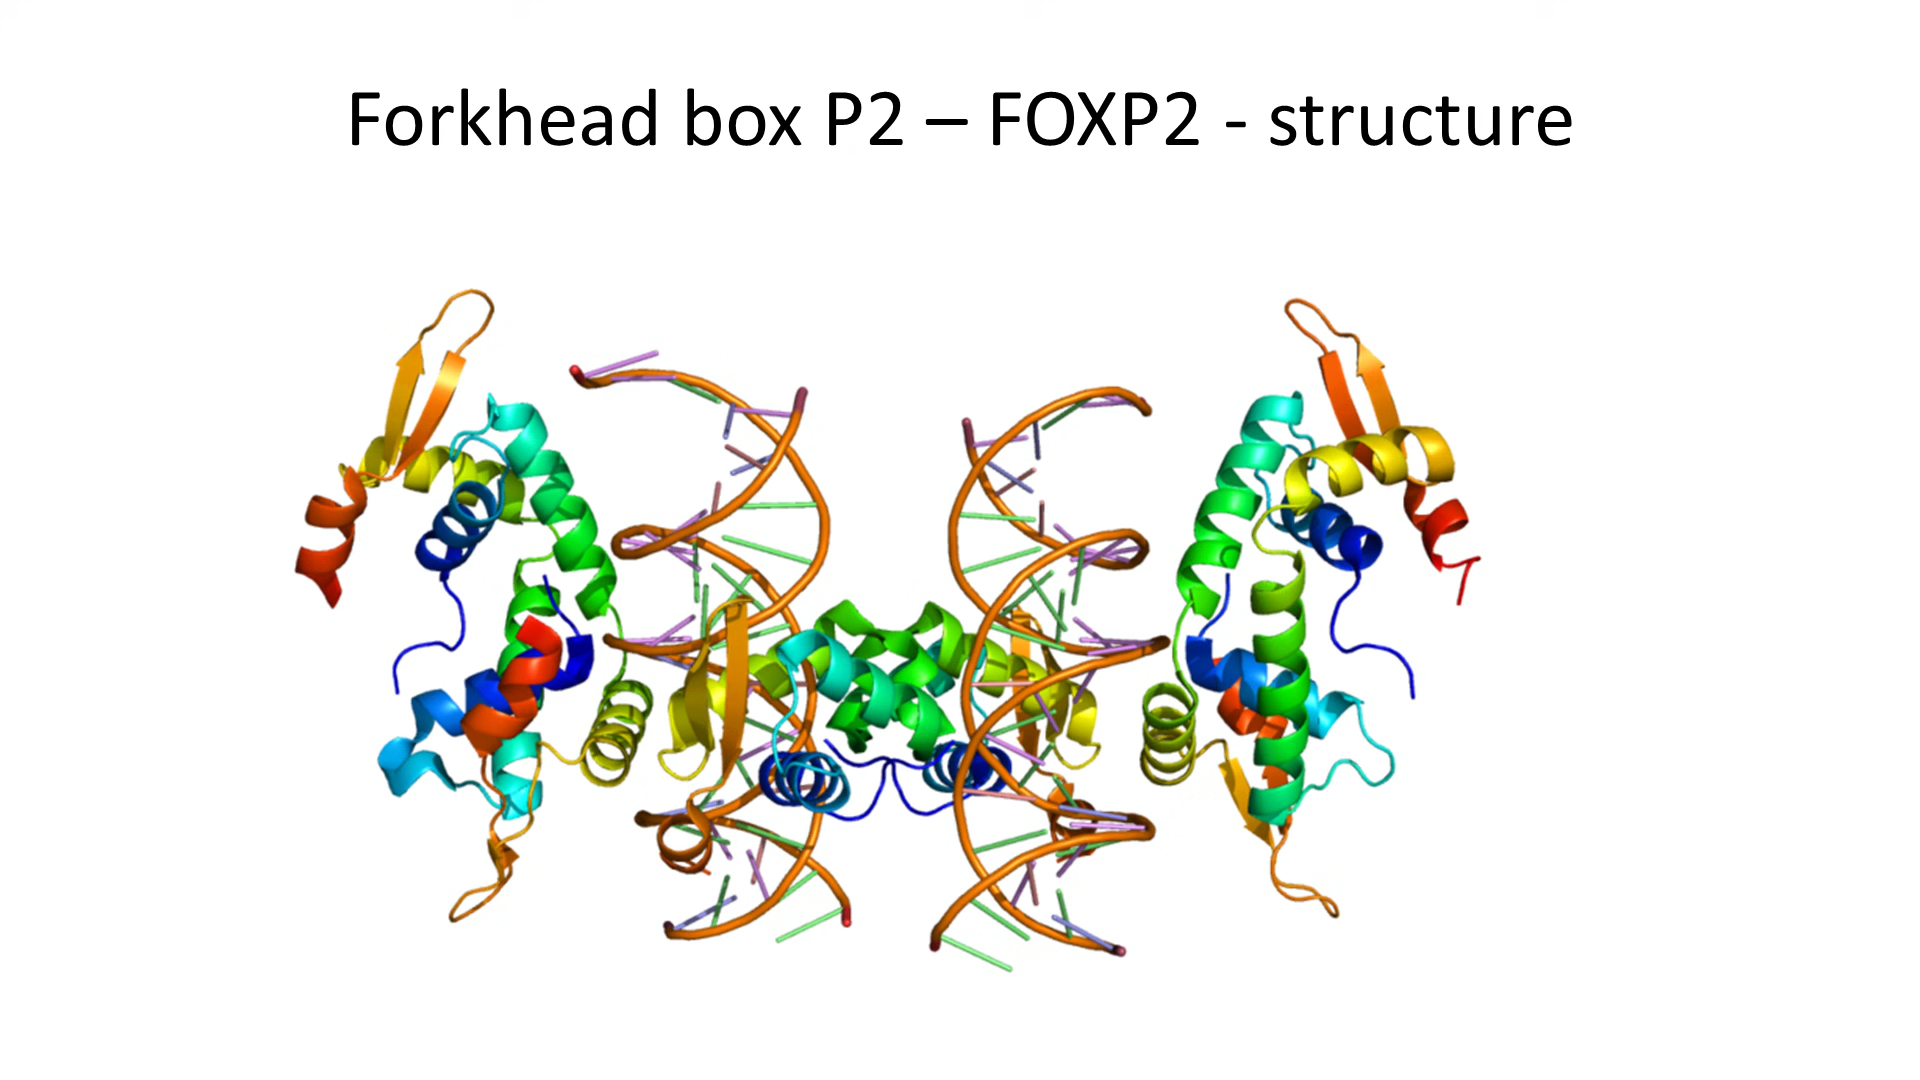 Forkhead box P2 – FOXP2 - structure